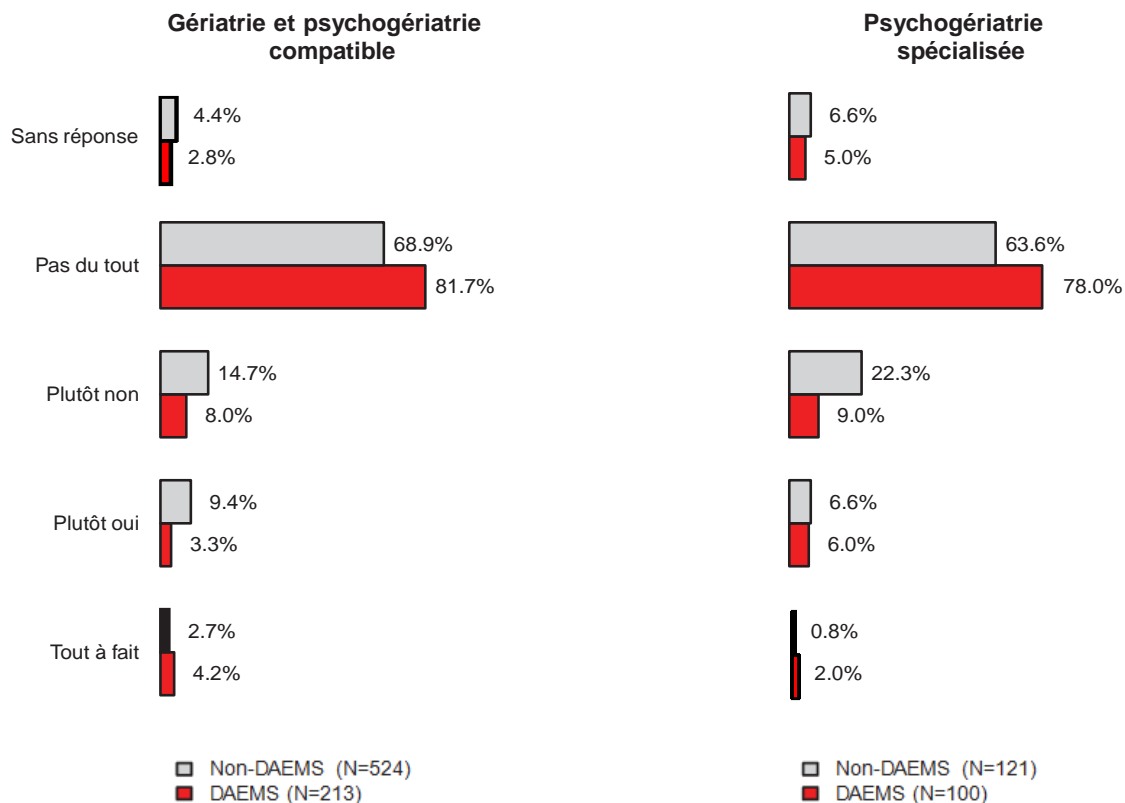 Gériatrie et psychogériatrie
compatible
Psychogériatrie
spécialisée
Sans réponse
4.4%
2.8%
6.6%
5.0%
Pas du tout
68.9%
81.7%
63.6%
78.0%
Plutôt non
14.7%
8.0%
22.3%
9.0%
Plutôt oui
9.4%
3.3%
6.6%
6.0%
Tout à fait
2.7%
4.2%
0.8%
2.0%
Non-DAEMS (N=524)
DAEMS (N=213)
Non-DAEMS (N=121)
DAEMS (N=100)